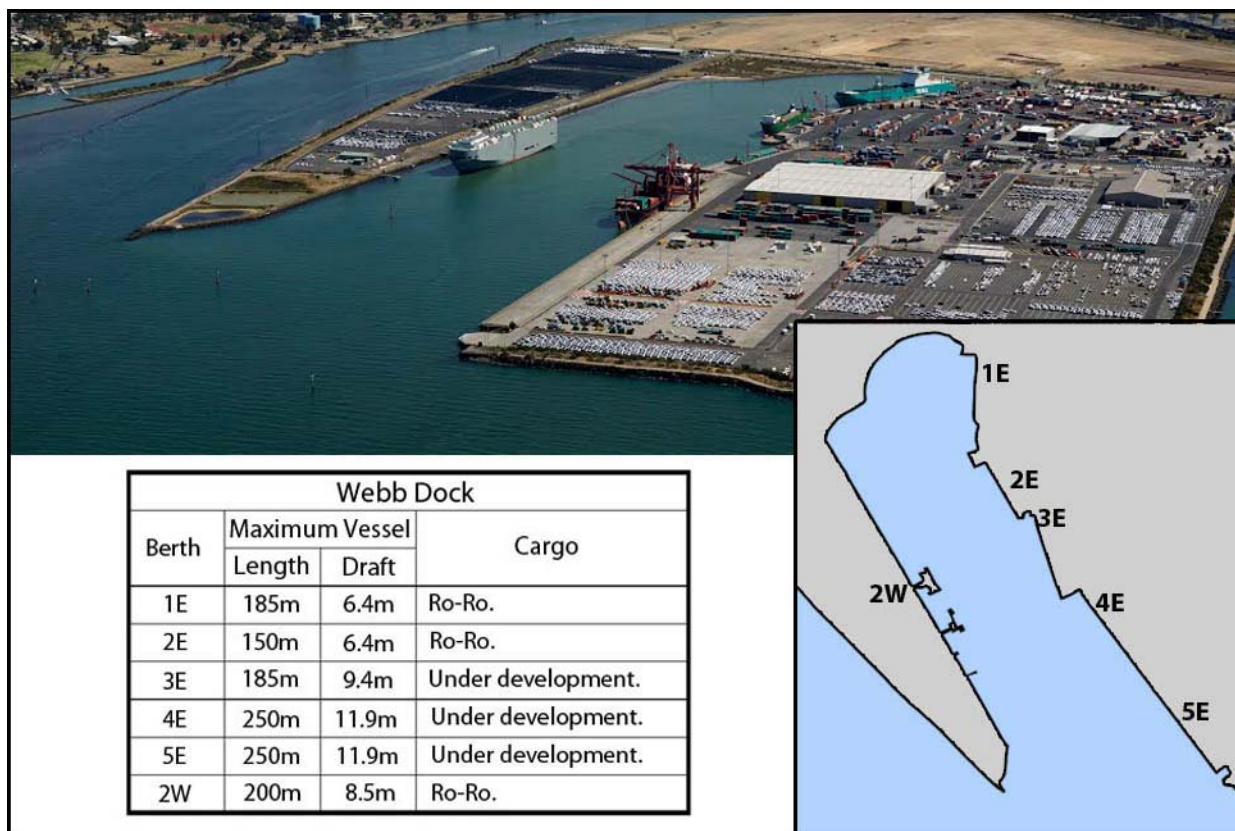 Webb Dock
Berth Maximum Vessel Cargo
Length Draft
1E 185m 6.4m Ro-Ro.
2E 150m 6.4m Ro-Ro.
3E 185m 9.4m Under development.
4E 250m 11.9m Under development.
5E 250m 11.9m Under development.
2W 200m 8.5m Ro-Ro.
1E
2E
3E
2W
4E
5E